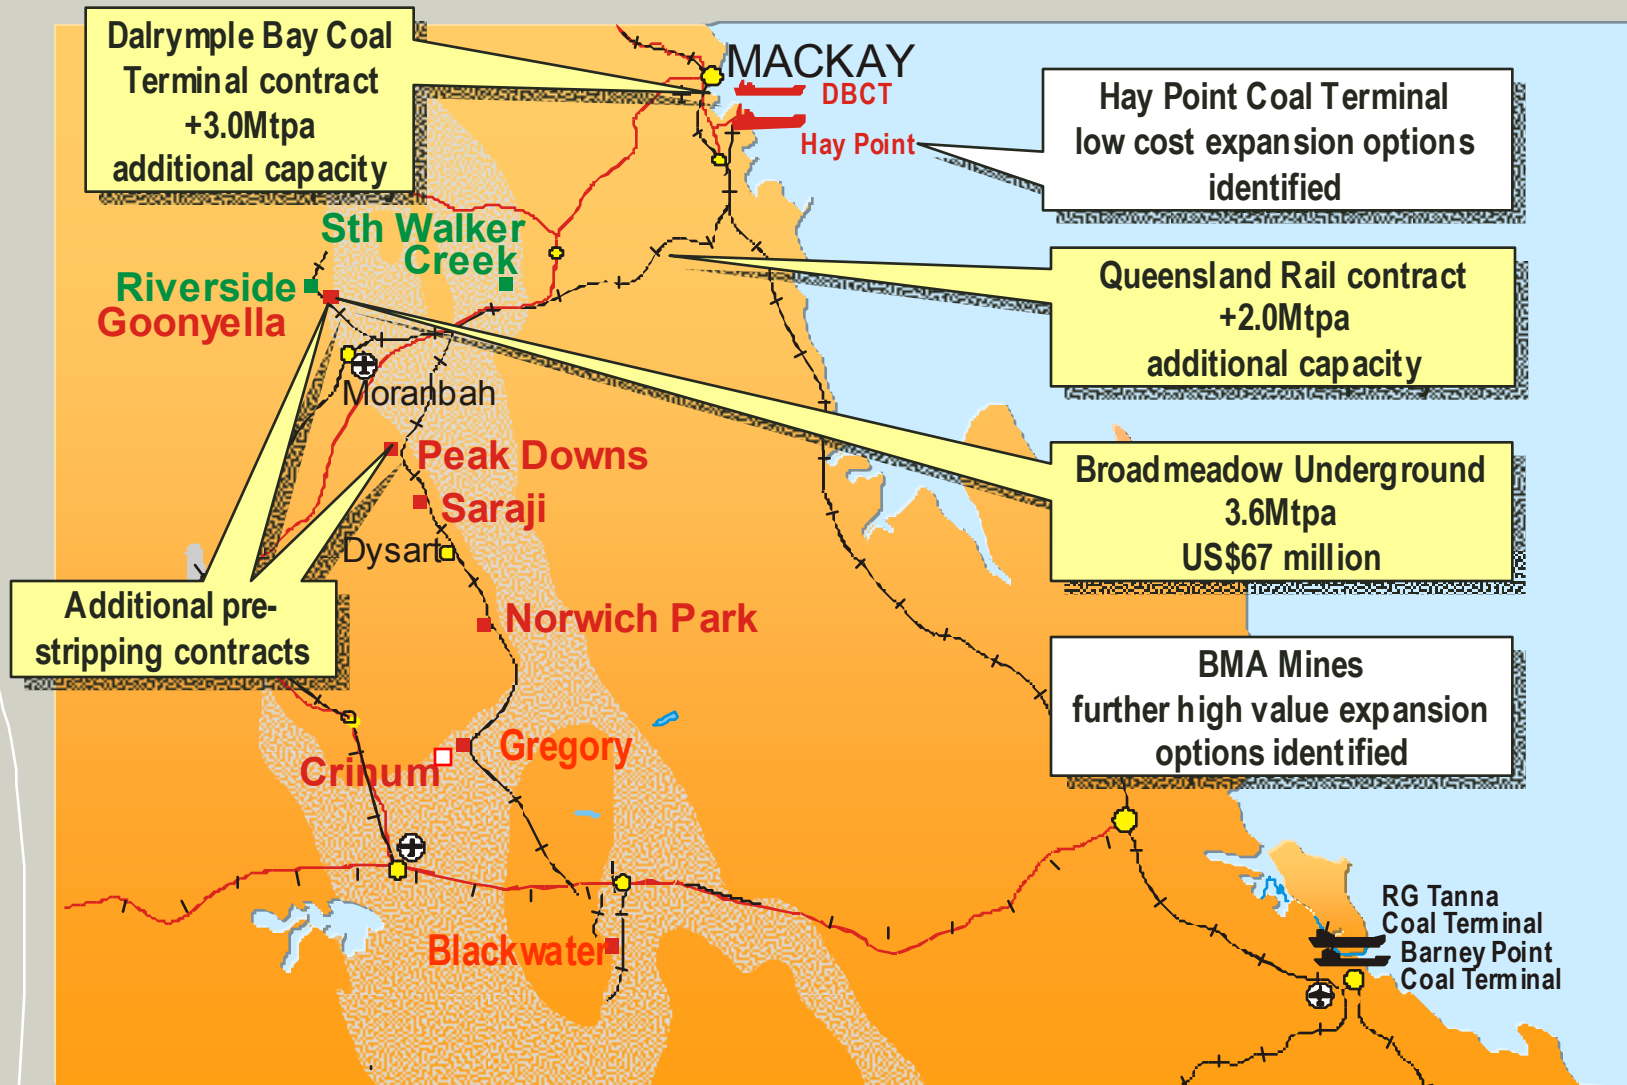 Dalrymple Bay Coal
Terminal contract
+3.0Mtpa
additional capacity
MACKAY
DBCT
Hay Point
Hay Point Coal Terminal
low cost expansion options
identified
Sth Walker
Creek
Riverside
Goonyella
Queensland Rail contract
+2.0Mtpa
additional capacity
Moranbah
Peak Downs
Saraji
Broadmeadow Underground
3.6Mtpa
US$67 million
Dysart
Additional pre-
stripping contracts
Norwich Park
BMA Mines
further high value expansion
options identified
Gregory
Crinum
Blackwater
RG Tanna
Coal Terminal
Barney Point
Coal Terminal